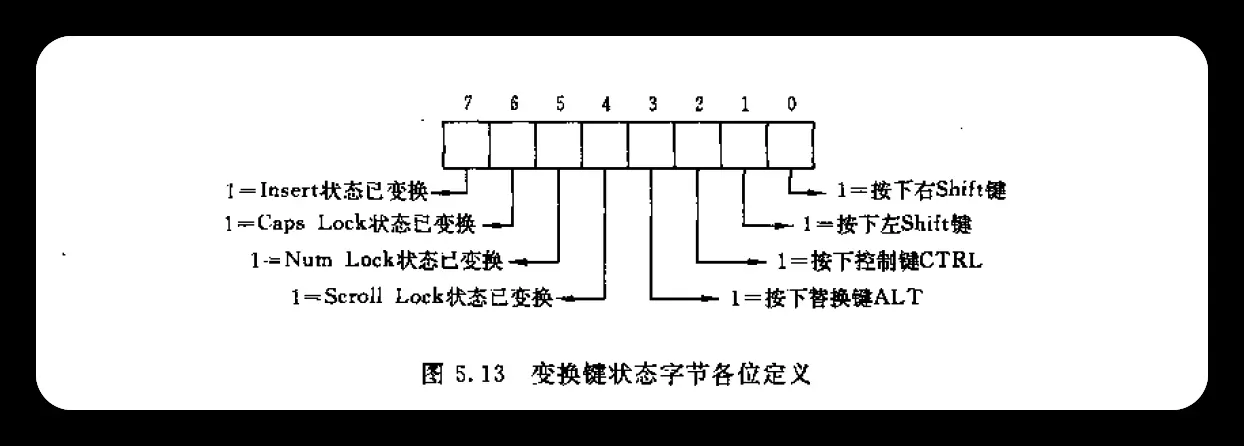 7 6 5 4 3 2 1 0
1=Insert状态已变换
1=按下右Shift键
1=Caps Lock状态已变换
1=按下左Shift键
1=Num Lock状态已变换
1=按下控制键CTRL
1=Scroll Lock状态已变换
1=按下替换键ALT
图 5.13 变换键状态字节各位定义